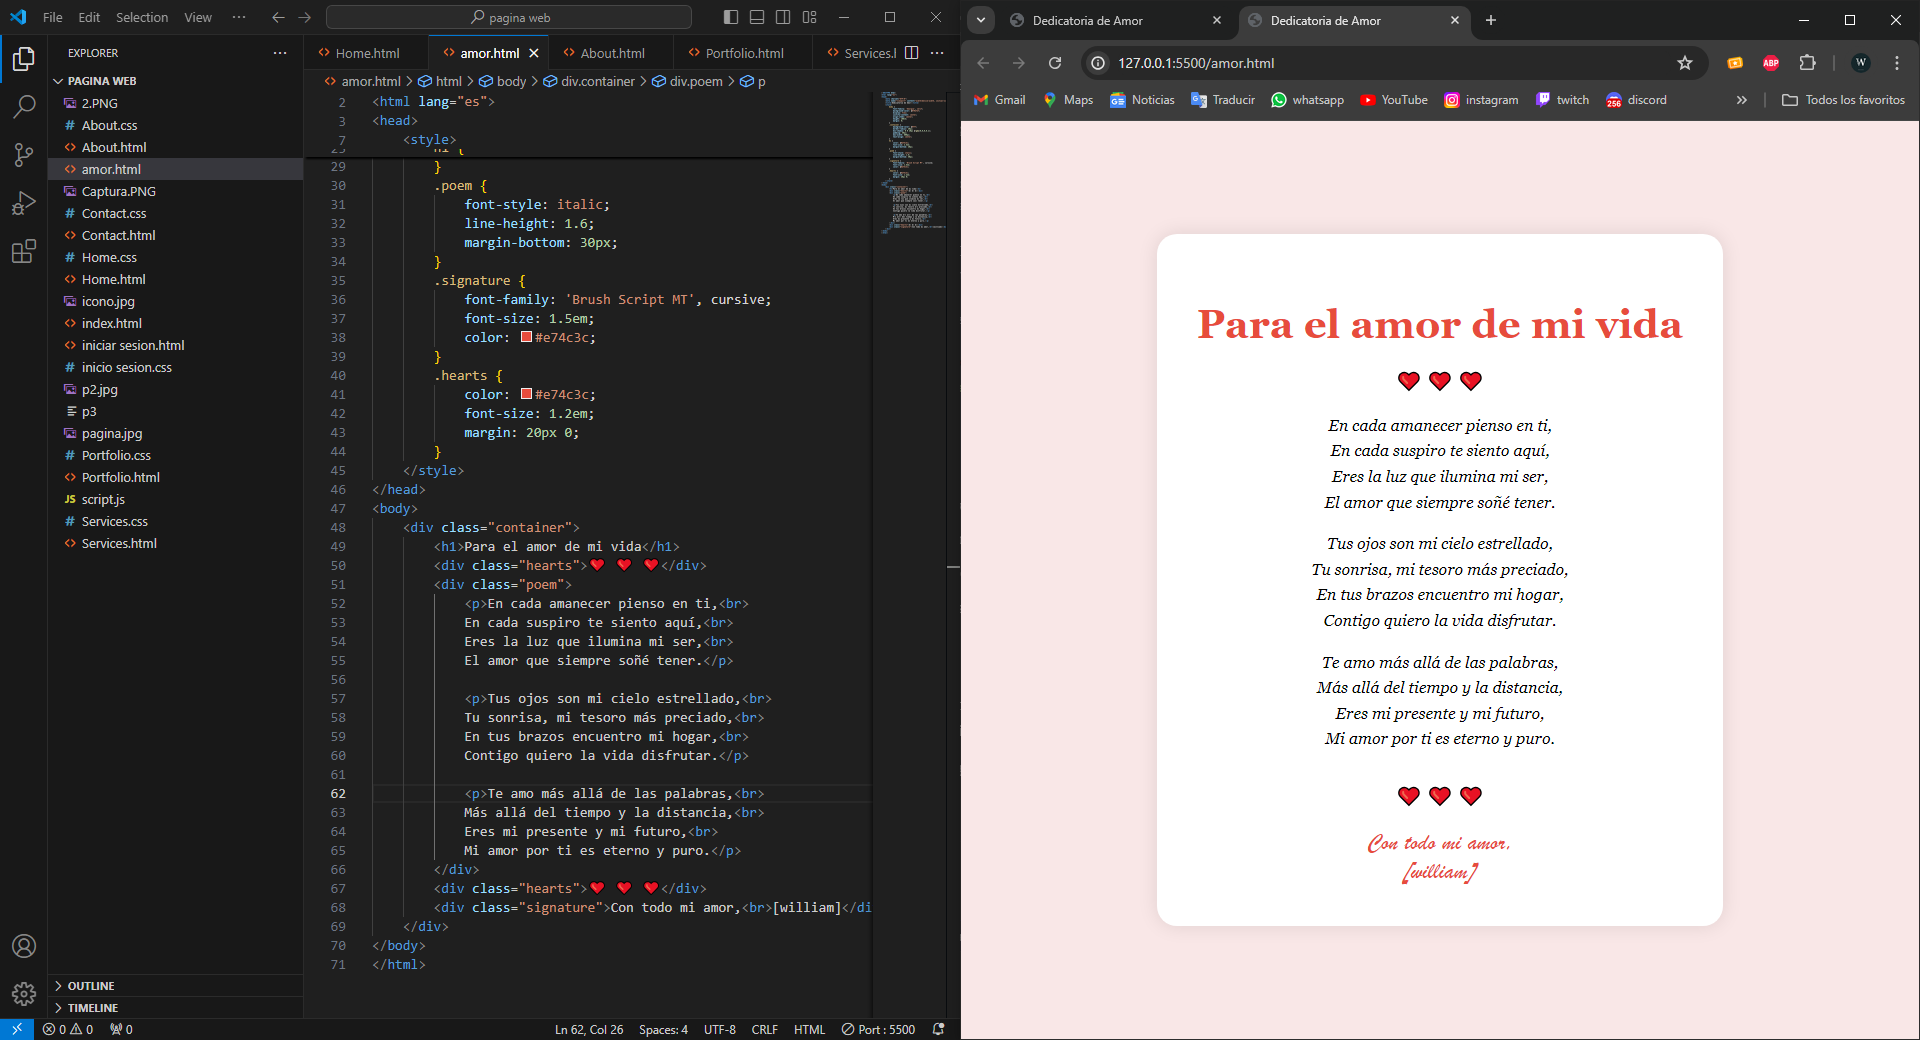 File Edit Selection View ··· pagina web
EXPLORER ···
PAGINA WEB
2.PNG
# About.css
<> About.html
<> amor.html
Captura.PNG
# Contact.css
<> Contact.html
# Home.css
<> Home.html
icono.jpg
<> index.html
<> iniciar sesion.html
# inicio sesion.css
p2.jpg
p3
pagina.jpg
# Portfolio.css
<> Portfolio.html
JS script.js
# Services.css
<> Services.html
OUTLINE
TIMELINE
<> Home.html <> amor.html <> About.html <> Portfolio.html <> Services.l ···
<> amor.html > html > body > div.container > div.poem > p
2 <html lang="es">
3 <head>
7 <style>
29 }
30 .poem {
31 font-style: italic;
32 line-height: 1.6;
33 margin-bottom: 30px;
34 }
35 .signature {
36 font-family: 'Brush Script MT', cursive;
37 font-size: 1.5em;
38 color: #e74c3c;
39 }
40 .hearts {
41 color: #e74c3c;
42 font-size: 1.2em;
43 margin: 20px 0;
44 }
45 </style>
46 </head>
47 <body>
48 <div class="container">
49 <h1>Para el amor de mi vida</h1>
50 <div class="hearts">❤️ ❤️ ❤️</div>
51 <div class="poem">
52 <p>En cada amanecer pienso en ti,<br>
53 En cada suspiro te siento aquí,<br>
54 Eres la luz que ilumina mi ser,<br>
55 El amor que siempre soñé tener.</p>
56
57 <p>Tus ojos son mi cielo estrellado,<br>
58 Tu sonrisa, mi tesoro más preciado,<br>
59 En tus brazos encuentro mi hogar,<br>
60 Contigo quiero la vida disfrutar.</p>
61
62 <p>Te amo más allá de las palabras,<br>
63 Más allá del tiempo y la distancia,<br>
64 Eres mi presente y mi futuro,<br>
65 Mi amor por ti es eterno y puro.</p>
66 </div>
67 <div class="hearts">❤️ ❤️ ❤️</div>
68 <div class="signature">Con todo mi amor,<br>[william]</di
69 </div>
70 </body>
71 </html>
0 0 0 Ln 62, Col 26 Spaces: 4 UTF-8 CRLF HTML Port : 5500
Dedicatoria de Amor Dedicatoria de Amor
127.0.0.1:5500/amor.html ABP W
Gmail Maps Noticias Traducir whatsapp YouTube instagram twitch 256 discord » Todos los favoritos
Para el amor de mi vida
❤️ ❤️ ❤️
En cada amanecer pienso en ti,
En cada suspiro te siento aquí,
Eres la luz que ilumina mi ser,
El amor que siempre soñé tener.
Tus ojos son mi cielo estrellado,
Tu sonrisa, mi tesoro más preciado,
En tus brazos encuentro mi hogar,
Contigo quiero la vida disfrutar.
Te amo más allá de las palabras,
Más allá del tiempo y la distancia,
Eres mi presente y mi futuro,
Mi amor por ti es eterno y puro.
❤️ ❤️ ❤️
Con todo mi amor,
[william]